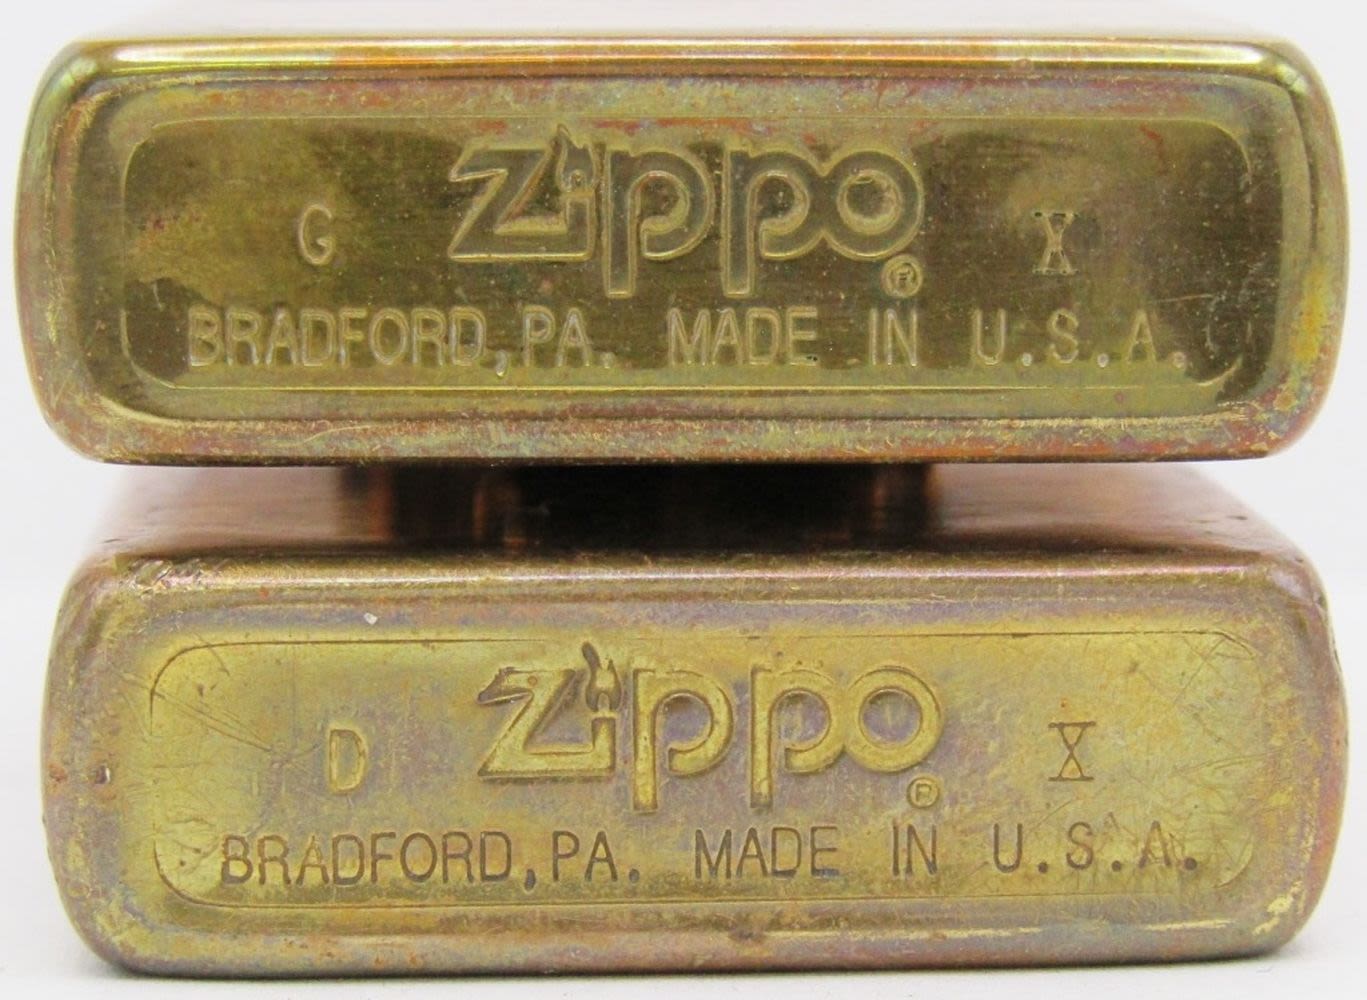 G Zippo® X
BRADFORD, PA. MADE IN U.S.A.
D Zippo® X
BRADFORD, PA. MADE IN U.S.A.